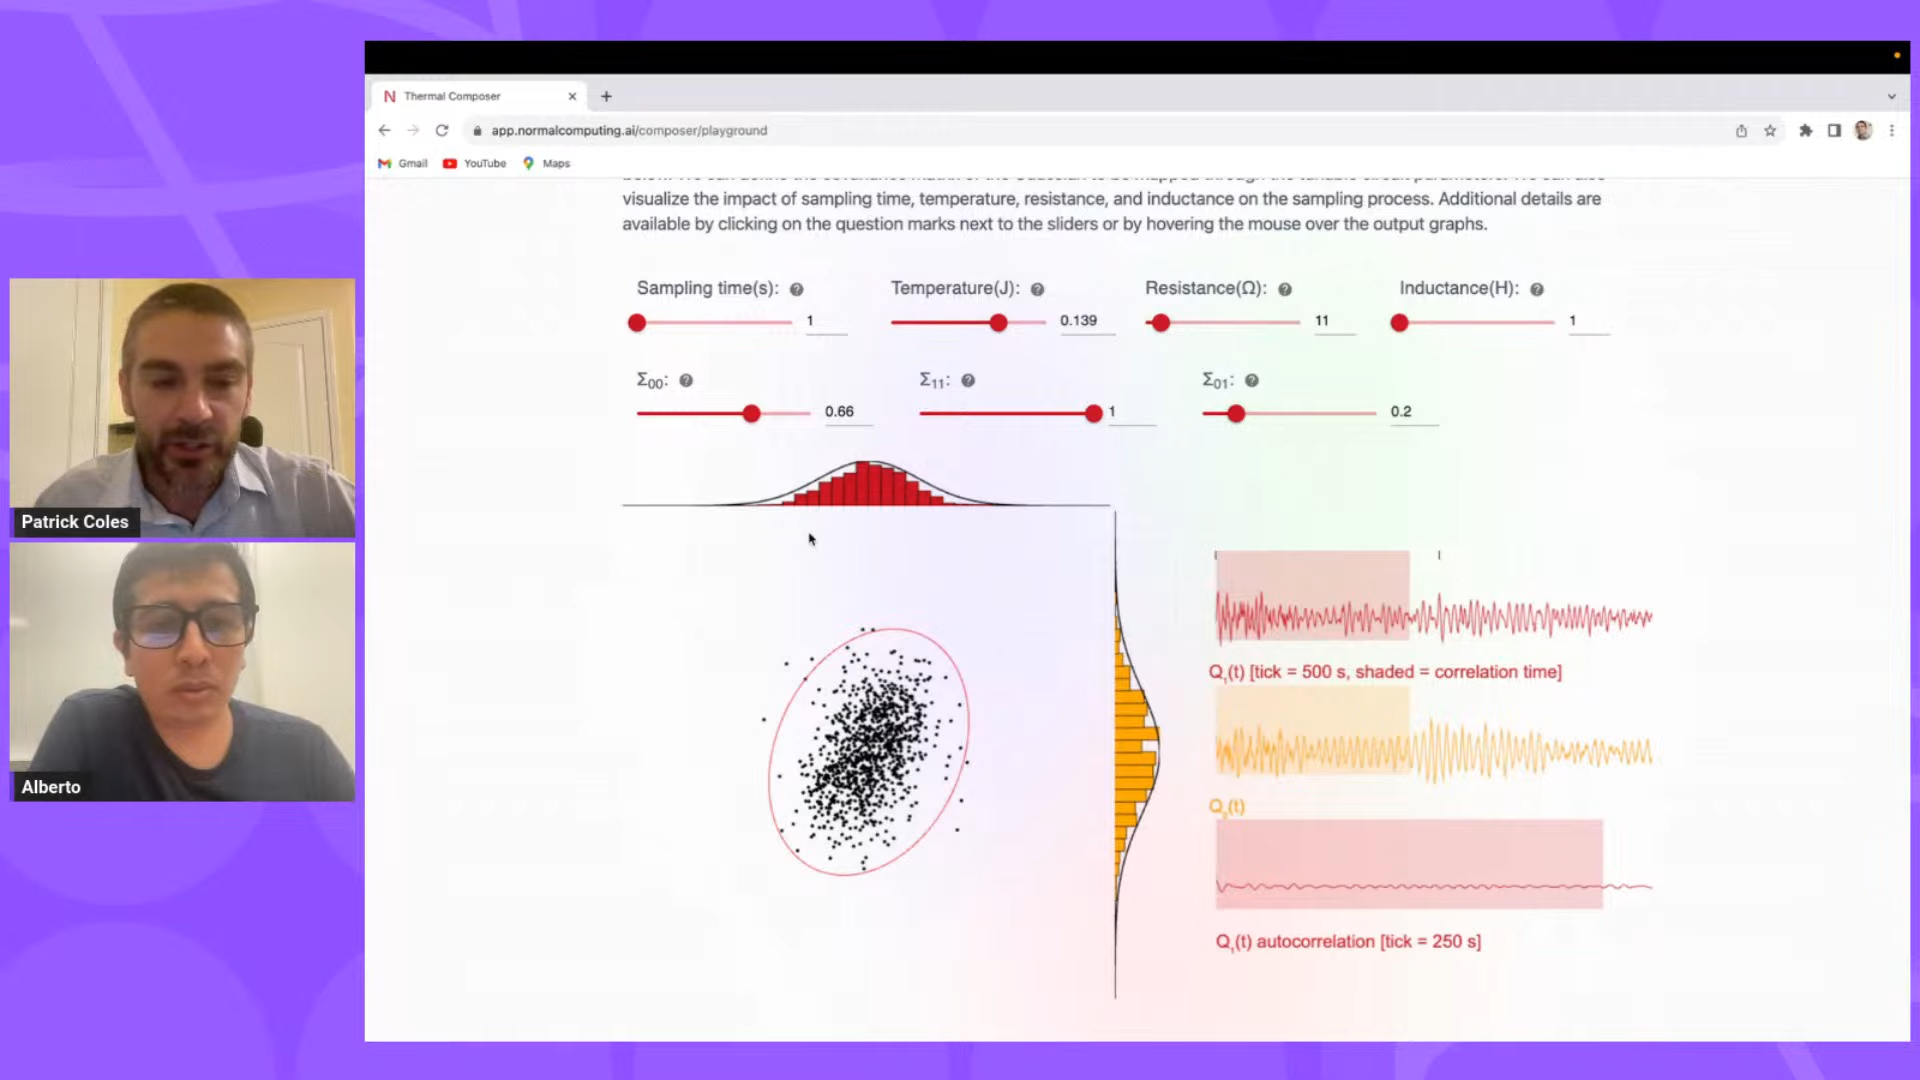 Thermal Composer
app.normalcomputing.ai/composer/playground
Gmail YouTube Maps
visualize the impact of sampling time, temperature, resistance, and inductance on the sampling process. Additional details are
available by clicking on the question marks next to the sliders or by hovering the mouse over the output graphs.
Sampling time(s): Temperature(J): Resistance(Ω): Inductance(H):
1 0.139 11 1
Σ00: Σ11: Σ01:
0.66 1 0.2
Patrick Coles
Q1(t) [tick = 500 s, shaded = correlation time]
Alberto
Q2(t)
Q1(t) autocorrelation [tick = 250 s]